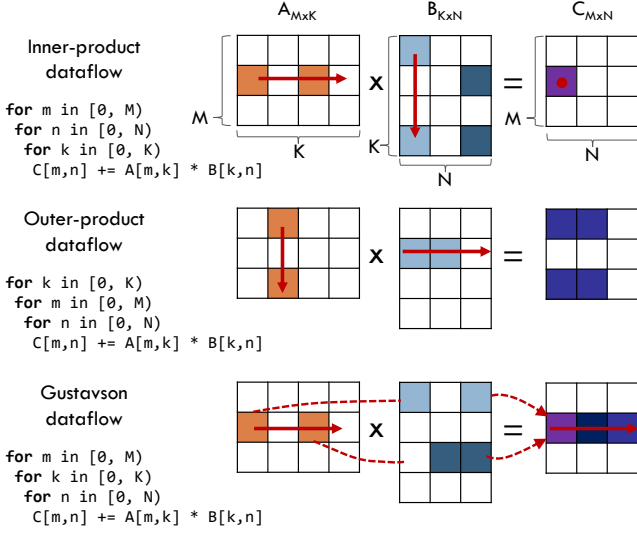 A_MxK B_KxN C_MxN
Inner-product
dataflow
for m in [0, M)
for n in [0, N)
for k in [0, K)
C[m,n] += A[m,k] * B[k,n]
M
x
K
=
M
K
N
N
Outer-product
dataflow
for k in [0, K)
for m in [0, M)
for n in [0, N)
C[m,n] += A[m,k] * B[k,n]
x
=
Gustavson
dataflow
for m in [0, M)
for k in [0, K)
for n in [0, N)
C[m,n] += A[m,k] * B[k,n]
x
=